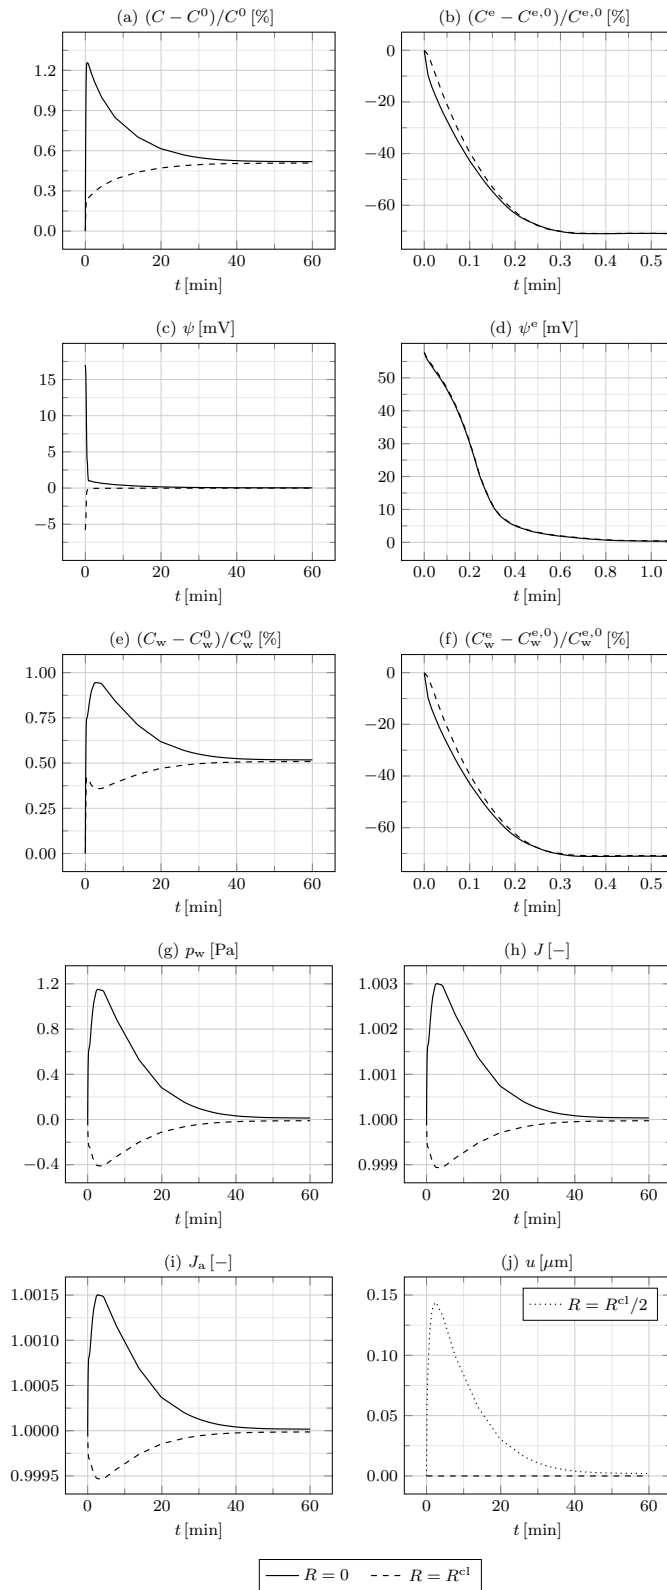 (a) (C − C⁰)/C⁰ [%]
1.2
0.9
0.6
0.3
0.0
0 20 40 60
t [min]
(b) (Cᵉ − Cᵉ,⁰)/Cᵉ,⁰ [%]
0
−20
−40
−60
0.0 0.1 0.2 0.3 0.4 0.5
t [min]
(c) ψ [mV]
15
10
5
0
−5
0 20 40 60
t [min]
(d) ψᵉ [mV]
50
40
30
20
10
0
0.0 0.2 0.4 0.6 0.8 1.0
t [min]
(e) (C_w − C_w⁰)/C_w⁰ [%]
1.00
0.75
0.50
0.25
0.00
0 20 40 60
t [min]
(f) (C_wᵉ − C_wᵉ,⁰)/C_wᵉ,⁰ [%]
0
−20
−40
−60
0.0 0.2 0.2 0.3 0.4 0.5
t [min]
(g) p_w [Pa]
1.2
0.8
0.4
0.0
−0.4
0 20 40 60
t [min]
(h) J [−]
1.003
1.002
1.001
1.000
0.999
0 20 40 60
t [min]
(i) J_a [−]
1.0015
1.0010
1.0005
1.0000
0.9995
0 20 40 60
t [min]
(j) u [μm]
R = Rᶜˡ/2
0.15
0.10
0.05
0.00
0 20 40 60
t [min]
R = 0 R = Rᶜˡ